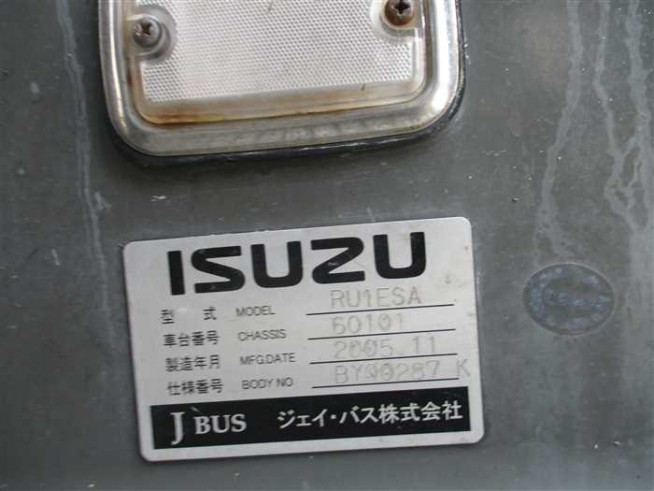 ISUZU
型 式 MODEL RU1ESA
車台番号 CHASSIS 60101
製造年月 MFG.DATE 2005.11
仕様番号 BODY NO BY90287 K
J BUS ジェイ・バス株式会社